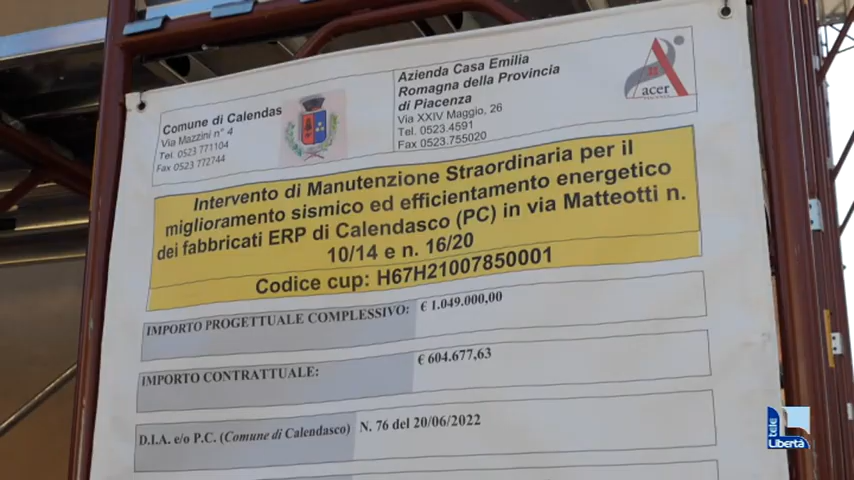 Comune di Calendas
Via Mazzini n° 4
Tel. 0523 771104
Fax 0523 772744
Azienda Casa Emilia
Romagna della Provincia
di Piacenza
Via XXIV Maggio, 26
Tel. 0523.4591
Fax 0523.755020
acer
Intervento di Manutenzione Straordinaria per il
miglioramento sismico ed efficientamento energetico
dei fabbricati ERP di Calendasco (PC) in via Matteotti n.
10/14 e n. 16/20
Codice cup: H67H21007850001
IMPORTO PROGETTUALE COMPLESSIVO: € 1.049.000,00
IMPORTO CONTRATTUALE: € 604.677,63
D.I.A. e/o P.C. (Comune di Calendasco) N. 76 del 20/06/2022
tele
Libertà